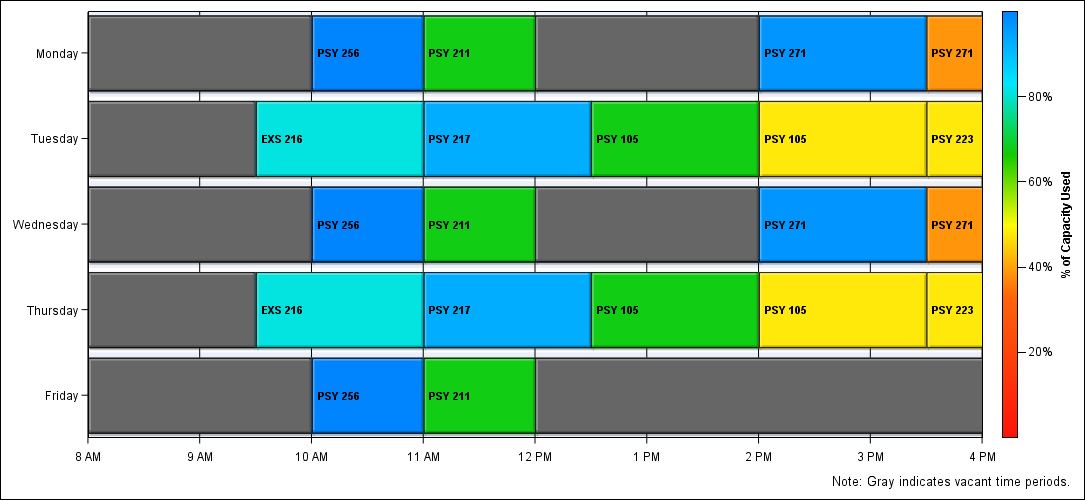 Monday
PSY 256
PSY 211
PSY 271
PSY 271
Tuesday
EXS 216
PSY 217
PSY 105
PSY 105
PSY 223
Wednesday
PSY 256
PSY 211
PSY 271
PSY 271
Thursday
EXS 216
PSY 217
PSY 105
PSY 105
PSY 223
Friday
PSY 256
PSY 211
8 AM
9 AM
10 AM
11 AM
12 PM
1 PM
2 PM
3 PM
4 PM
80%
60%
40%
20%
% of Capacity Used
Note: Gray indicates vacant time periods.